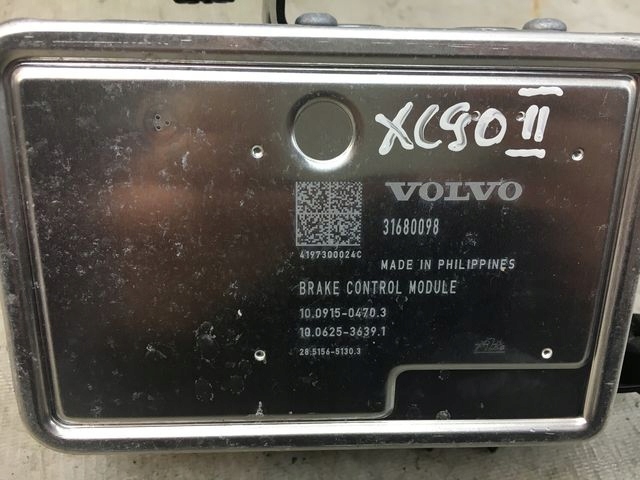 XC90 II
VOLVO
31680098
4197300024C
MADE IN PHILIPPINES
BRAKE CONTROL MODULE
10.0915-0470.3
10.0625-3639.1
28.5156-5130.3